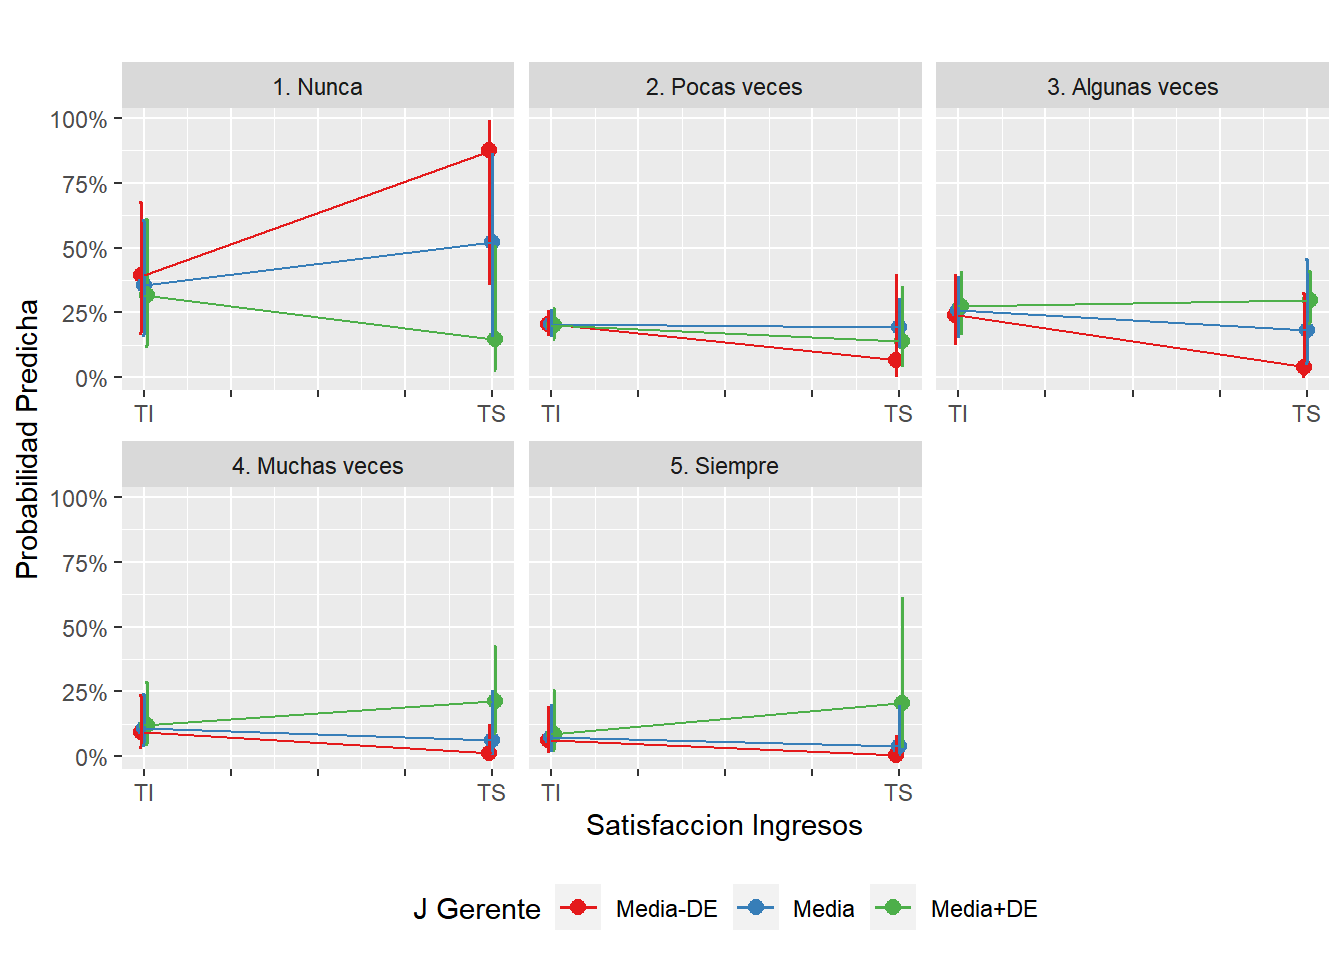 1. Nunca
2. Pocas veces
3. Algunas veces
100%
75%
50%
25%
0%
TI
TS
TI
TS
TI
TS
4. Muchas veces
5. Siempre
100%
75%
50%
25%
0%
TI
TS
TI
TS
Probabilidad Predicha
Satisfaccion Ingresos
J Gerente Media-DE Media Media+DE